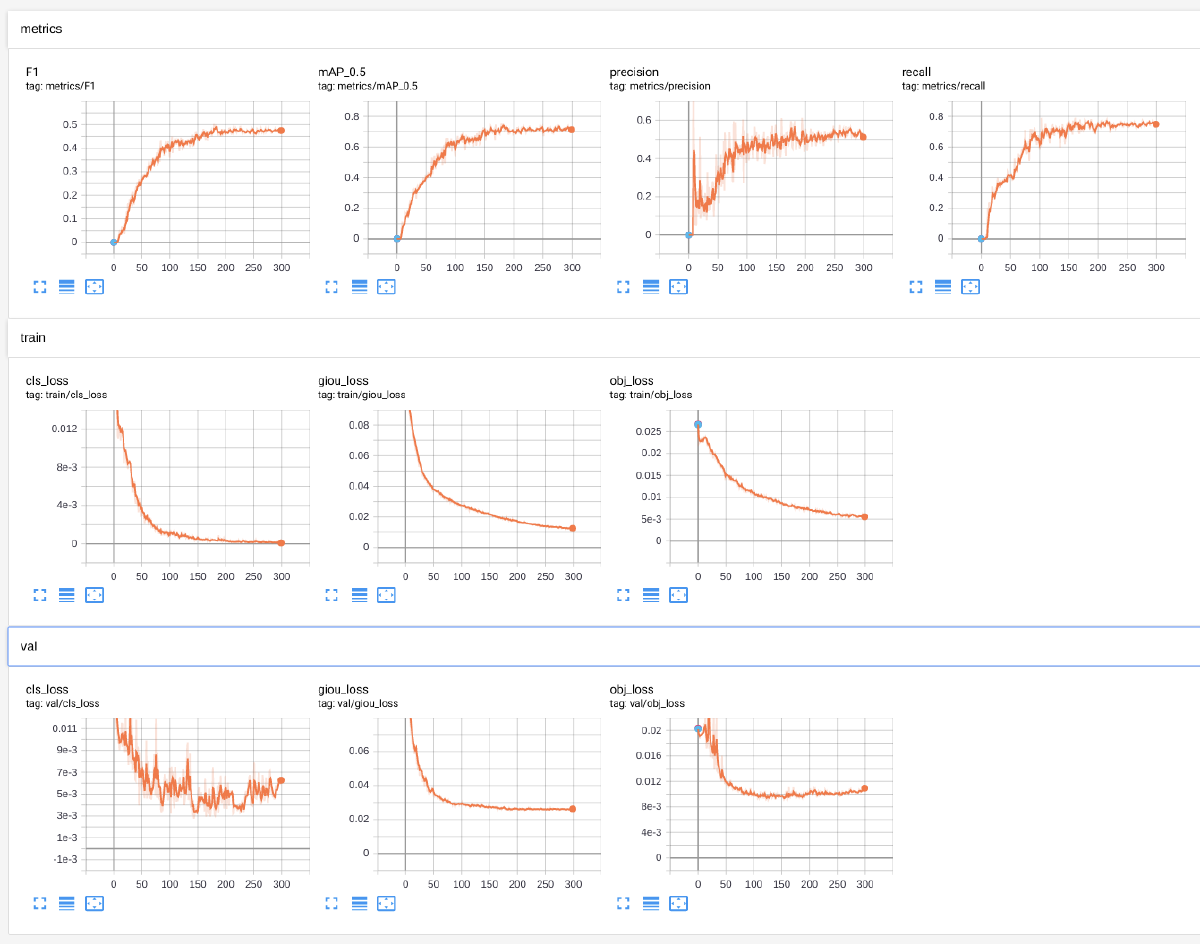 metrics
F1
tag: metrics/F1
0.5
0.4
0.3
0.2
0.1
0
0 50 100 150 200 250 300
mAP_0.5
tag: metrics/mAP_0.5
0.8
0.6
0.4
0.2
0
0 50 100 150 200 250 300
precision
tag: metrics/precision
0.6
0.4
0.2
0
0 50 100 150 200 250 300
recall
tag: metrics/recall
0.8
0.6
0.4
0.2
0
0 50 100 150 200 250 300
train
cls_loss
tag: train/cls_loss
0.012
8e-3
4e-3
0
0 50 100 150 200 250 300
giou_loss
tag: train/giou_loss
0.08
0.06
0.04
0.02
0
0 50 100 150 200 250 300
obj_loss
tag: train/obj_loss
0.025
0.02
0.015
0.01
5e-3
0
0 50 100 150 200 250 300
val
cls_loss
tag: val/cls_loss
0.011
9e-3
7e-3
5e-3
3e-3
1e-3
-1e-3
0 50 100 150 200 250 300
giou_loss
tag: val/giou_loss
0.06
0.04
0.02
0
0 50 100 150 200 250 300
obj_loss
tag: val/obj_loss
0.02
0.016
0.012
8e-3
4e-3
0
0 50 100 150 200 250 300